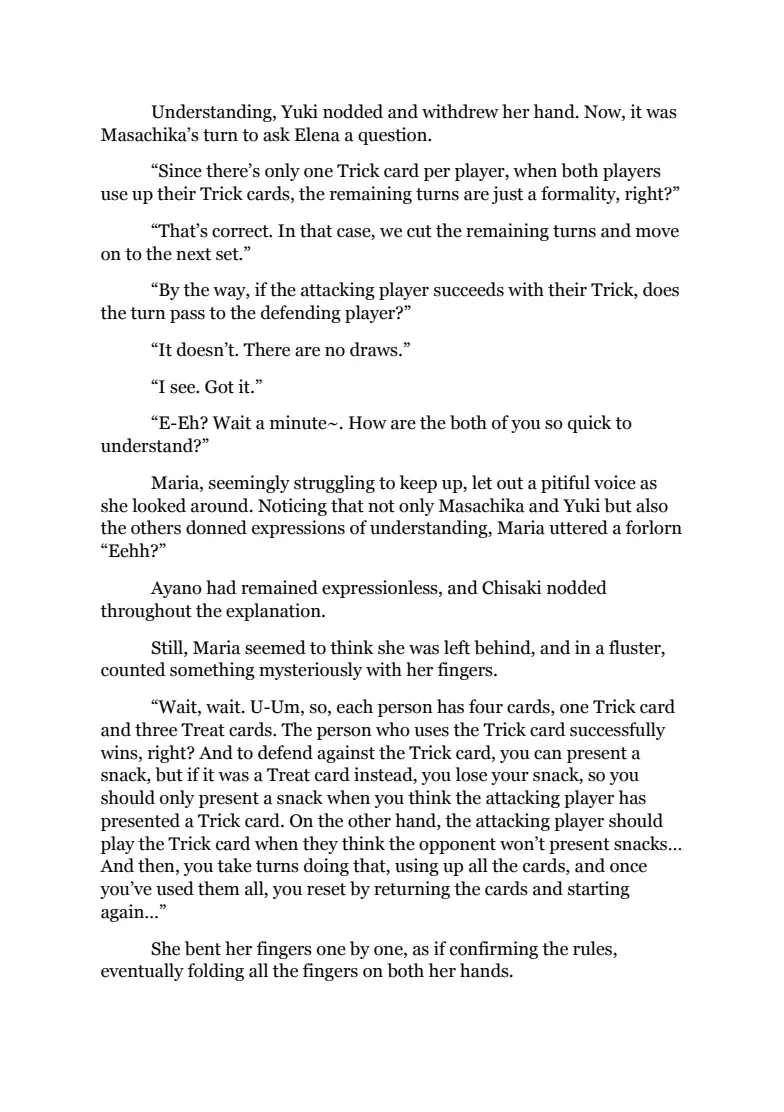 Understanding, Yuki nodded and withdrew her hand. Now, it was
Masachika’s turn to ask Elena a question.
“Since there’s only one Trick card per player, when both players
use up their Trick cards, the remaining turns are just a formality, right?”
“That’s correct. In that case, we cut the remaining turns and move
on to the next set.”
“By the way, if the attacking player succeeds with their Trick, does
the turn pass to the defending player?”
“It doesn’t. There are no draws.”
“I see. Got it.”
“E-Eh? Wait a minute~. How are the both of you so quick to
understand?”
Maria, seemingly struggling to keep up, let out a pitiful voice as
she looked around. Noticing that not only Masachika and Yuki but also
the others donned expressions of understanding, Maria uttered a forlorn
“Eehh?”
Ayano had remained expressionless, and Chisaki nodded
throughout the explanation.
Still, Maria seemed to think she was left behind, and in a fluster,
counted something mysteriously with her fingers.
“Wait, wait. U-Um, so, each person has four cards, one Trick card
and three Treat cards. The person who uses the Trick card successfully
wins, right? And to defend against the Trick card, you can present a
snack, but if it was a Treat card instead, you lose your snack, so you
should only present a snack when you think the attacking player has
presented a Trick card. On the other hand, the attacking player should
play the Trick card when they think the opponent won’t present snacks…
And then, you take turns doing that, using up all the cards, and once
you’ve used them all, you reset by returning the cards and starting
again…”
She bent her fingers one by one, as if confirming the rules,
eventually folding all the fingers on both her hands.